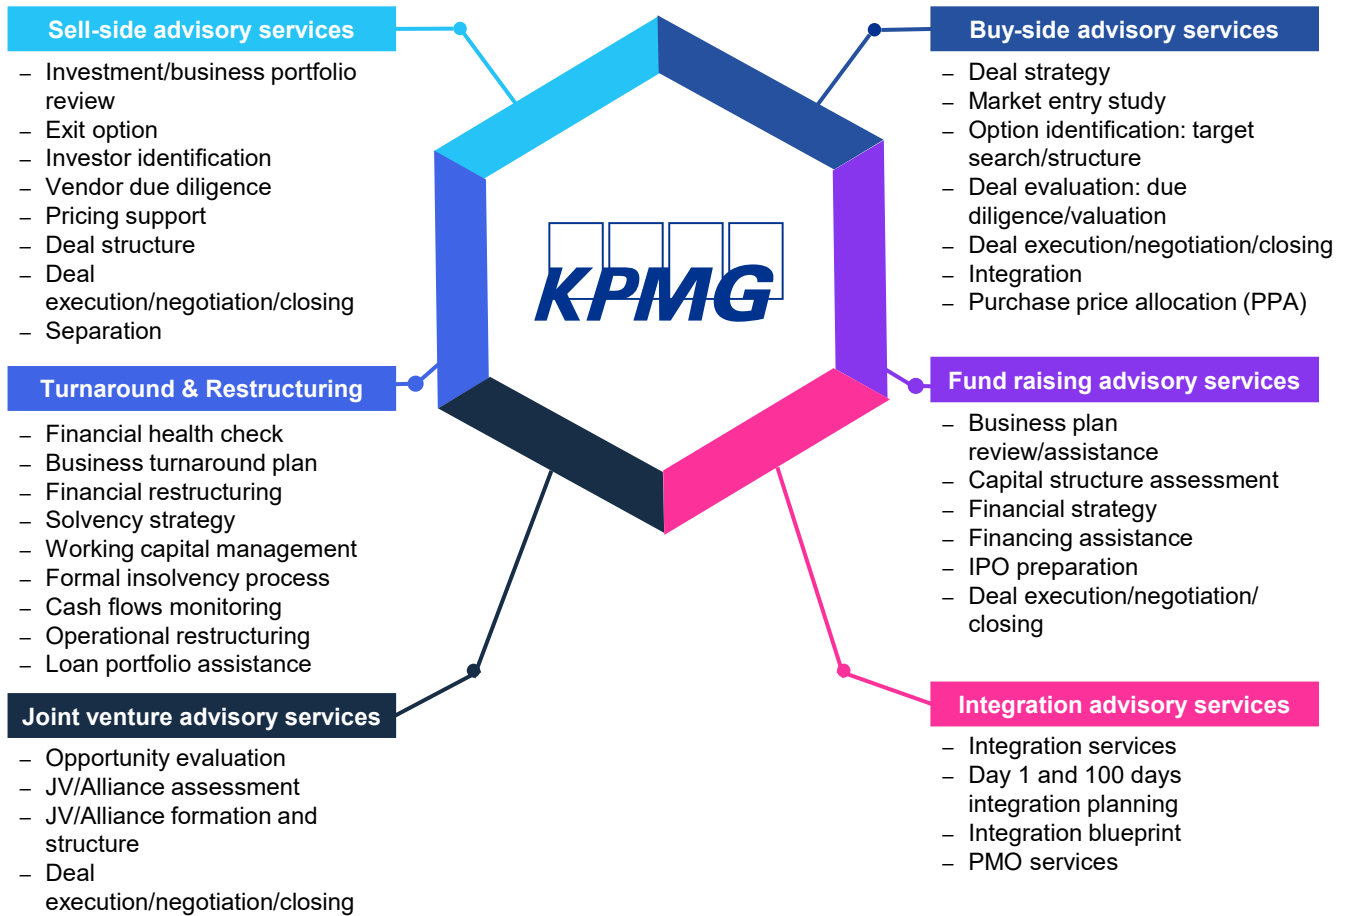 Sell-side advisory services
– Investment/business portfolio
review
– Exit option
– Investor identification
– Vendor due diligence
– Pricing support
– Deal structure
– Deal
execution/negotiation/closing
– Separation
Turnaround & Restructuring
– Financial health check
– Business turnaround plan
– Financial restructuring
– Solvency strategy
– Working capital management
– Formal insolvency process
– Cash flows monitoring
– Operational restructuring
– Loan portfolio assistance
Joint venture advisory services
– Opportunity evaluation
– JV/Alliance assessment
– JV/Alliance formation and
structure
– Deal
execution/negotiation/closing
KPMG
Buy-side advisory services
– Deal strategy
– Market entry study
– Option identification: target
search/structure
– Deal evaluation: due
diligence/valuation
– Deal execution/negotiation/closing
– Integration
– Purchase price allocation (PPA)
Fund raising advisory services
– Business plan
review/assistance
– Capital structure assessment
– Financial strategy
– Financing assistance
– IPO preparation
– Deal execution/negotiation/
closing
Integration advisory services
– Integration services
– Day 1 and 100 days
integration planning
– Integration blueprint
– PMO services